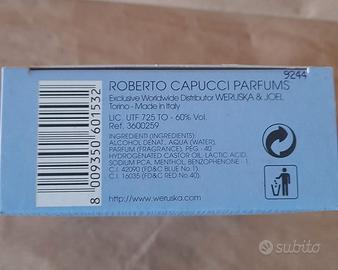 9244
ROBERTO CAPUCCI PARFUMS
Exclusive Worldwide Distributor WERUSKA & JOEL
Torino - Made in Italy
LIC. UTF 725 TO - 60% Vol.
Ref. 3600259
INGREDIENTI (INGREDIENTS):
ALCOHOL DENAT., AQUA (WATER),
PARFUM (FRAGRANCE), PEG - 40
HYDROGENATED CASTOR OIL, LACTIC ACID,
SODIUM PCA, MENTHOL, BENZOPHENONE - 1
C.I. 42090 (FD&C BLUE No. 1).
C.I. 16035 (FD&C RED No. 40).
http://www.weruska.com
8 009350 601532
subito